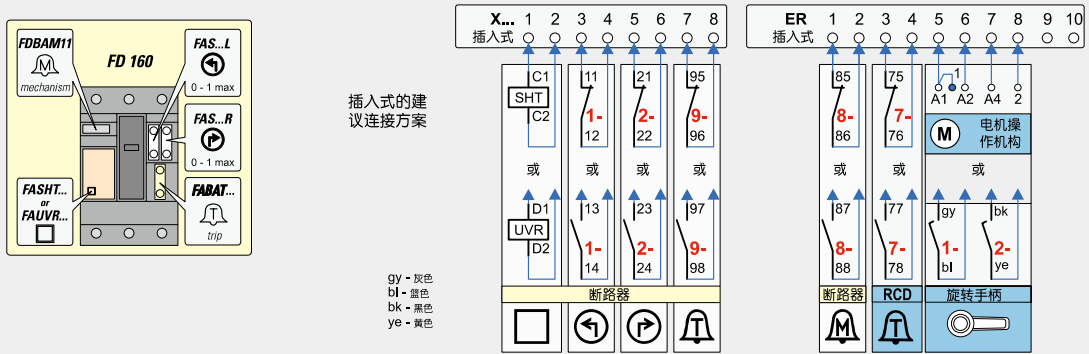 FDBAM11
M
mechanism
FD 160
FAS...L
0 - 1 max
FAS...R
0 - 1 max
FASHT...
or
FAUVR...
FABAT...
T
trip
插入式的建
议连接方案
gy - 灰色
bl - 篮色
bk - 黑色
ye - 黄色
X... 1 2 3 4 5 6 7 8
插入式
C1 11 21 95
SHT 1- 2- 9-
C2 12 22 96
或 或 或 或
D1 13 23 97
UVR 1- 2- 9-
D2 14 24 98
断路器
T
ER 1 2 3 4 5 6 7 8 9 10
插入式
85 75 1
8- 7- A1 A2 A4 2
86 76 M 电机操
作机构
或 或 或
87 77 gy bk
8- 7- 1- 2-
88 78 bl ye
断路器 RCD 旋转手柄
M T